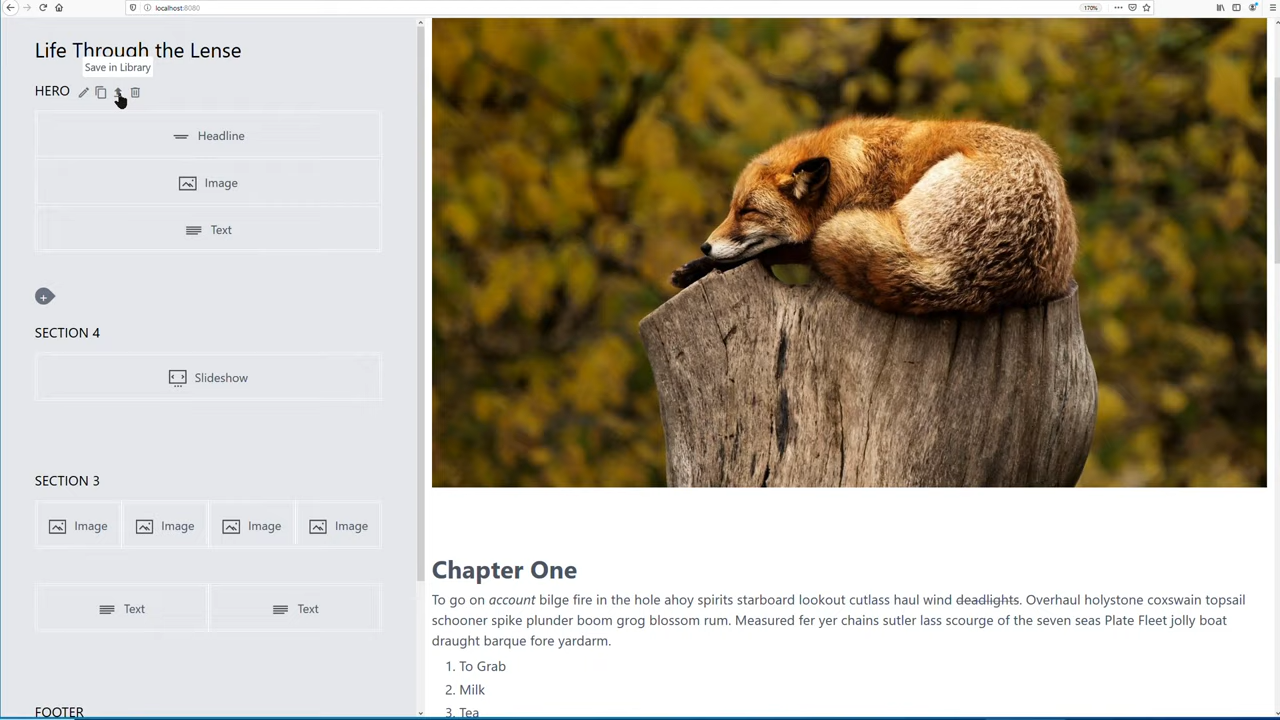 localhost:8080
170%
Life Through the Lense
Save in Library
HERO
Headline
Image
Text
SECTION 4
Slideshow
SECTION 3
Image Image Image Image
Text Text
FOOTER
Chapter One
To go on account bilge fire in the hole ahoy spirits starboard lookout cutlass haul wind deadlights. Overhaul holystone coxswain topsail
schooner spike plunder boom grog blossom rum. Measured fer yer chains sutler lass scourge of the seven seas Plate Fleet jolly boat
draught barque fore yardarm.
1. To Grab
2. Milk
3. Tea